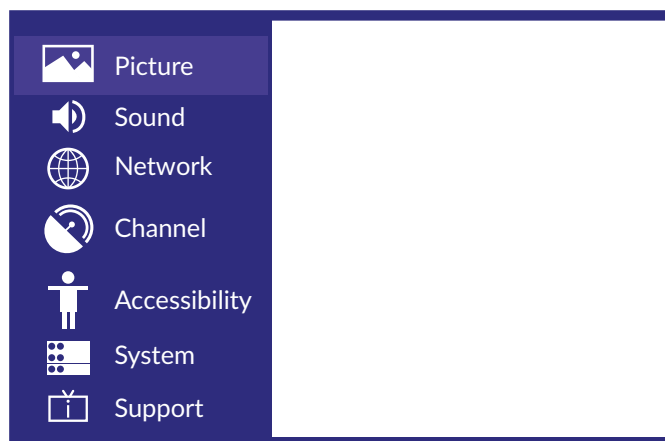 Picture
Sound
Network
Channel
Accessibility
System
Support